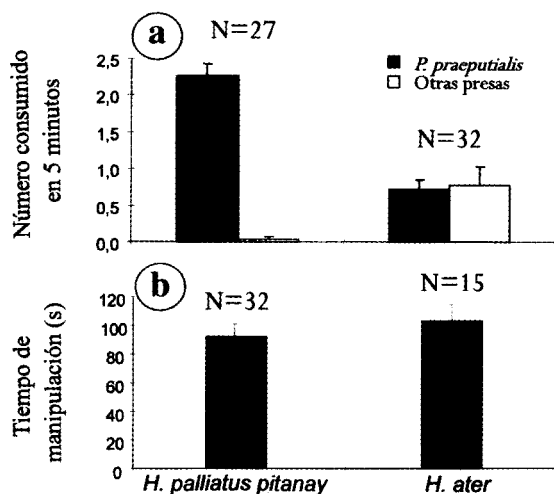 a
N=27
P. praeputialis
Otras presas
N=32
Número consumido
en 5 minutos
2,5
2,0
1,5
1,0
0,5
0,0
b
N=32
N=15
Tiempo de
manipulación (s)
120
100
80
60
40
20
0
H. palliatus pitanay
H. ater